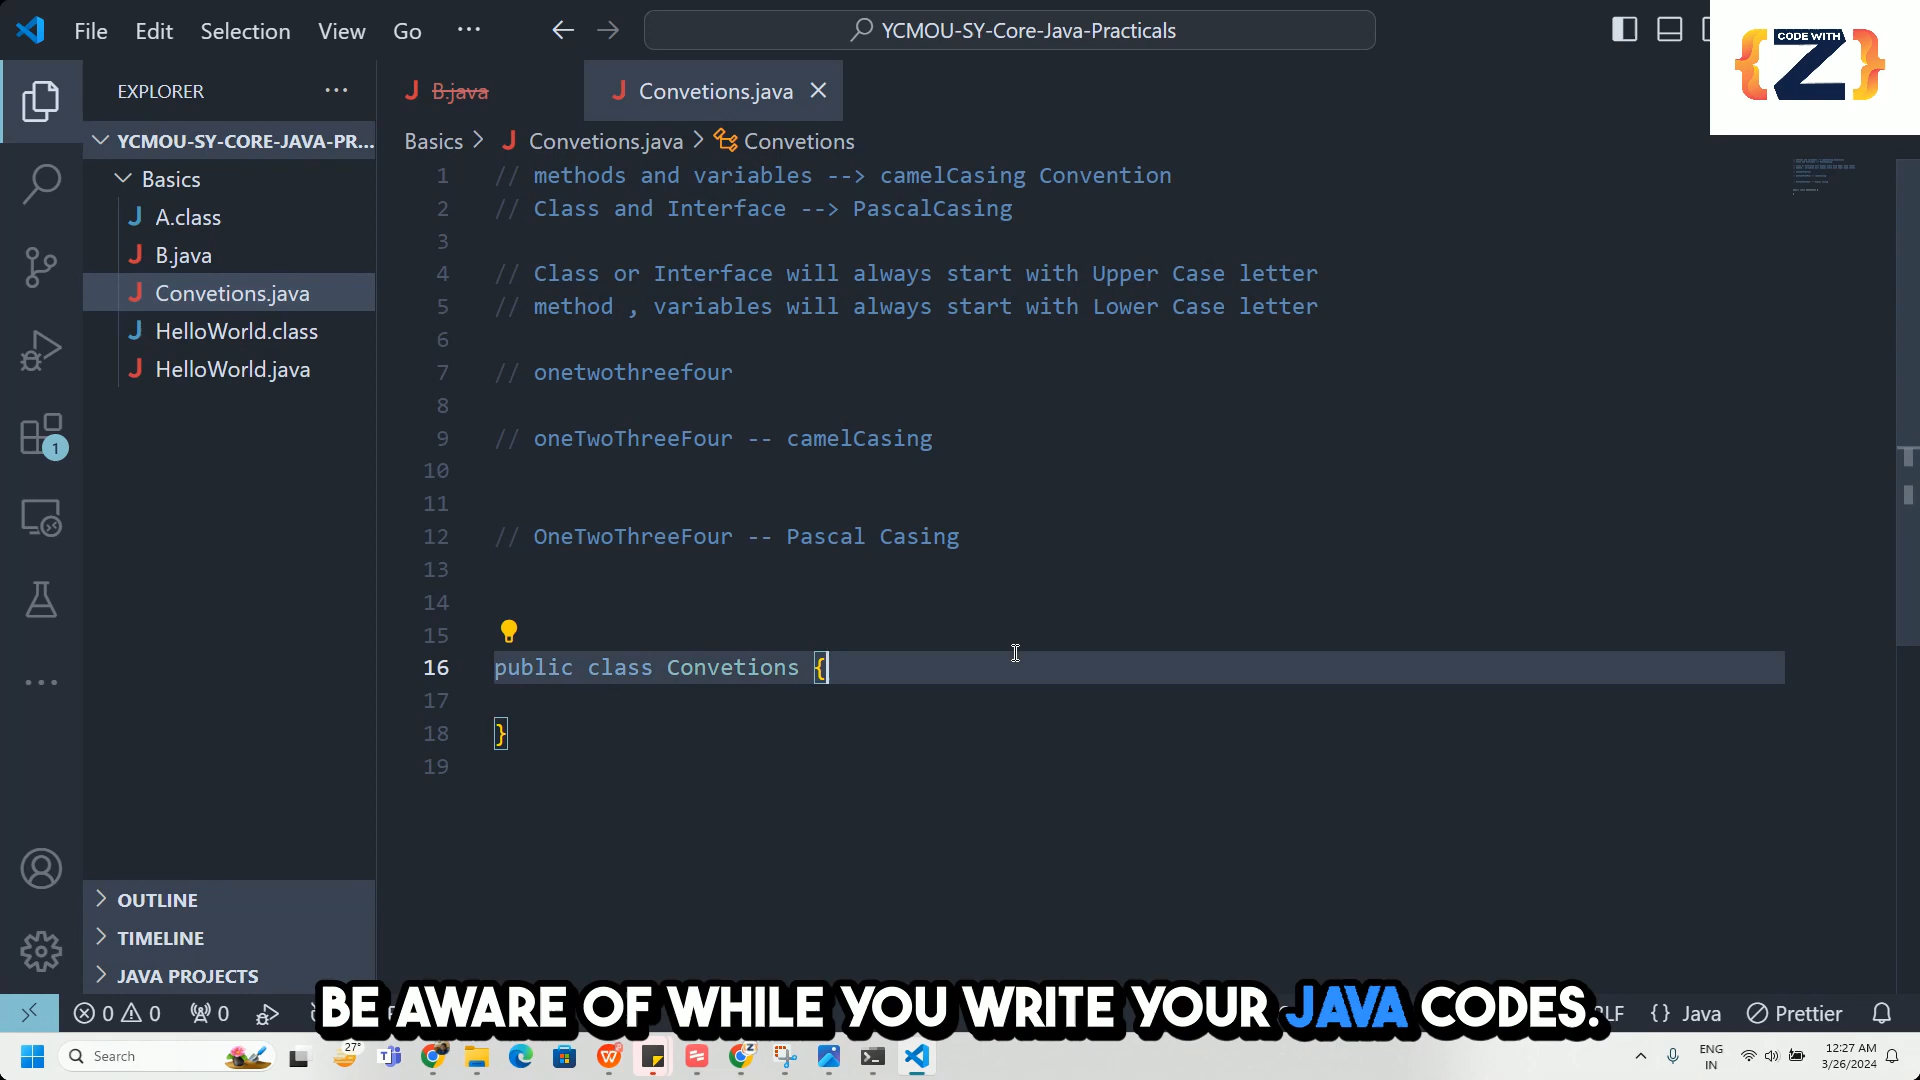 File Edit Selection View Go ...
YCMOU-SY-Core-Java-Practicals
CODE WITH
{Z}
EXPLORER
B.java
Convetions.java
YCMOU-SY-CORE-JAVA-PR...
Basics > Convetions.java > Convetions
Basics
A.class
B.java
Convetions.java
HelloWorld.class
HelloWorld.java
1 // methods and variables --> camelCasing Convention
2 // Class and Interface --> PascalCasing
3
4 // Class or Interface will always start with Upper Case letter
5 // method , variables will always start with Lower Case letter
6
7 // onetwothreefour
8
9 // oneTwoThreeFour -- camelCasing
10
11
12 // OneTwoThreeFour -- Pascal Casing
13
14
15
16 public class Convetions {
17
18 }
19
1
OUTLINE
TIMELINE
JAVA PROJECTS
BE AWARE OF WHILE YOU WRITE YOUR JAVA CODES.
0 0 0
LF {} Java Prettier
Search
27°
ENG
IN
12:27 AM
3/26/2024